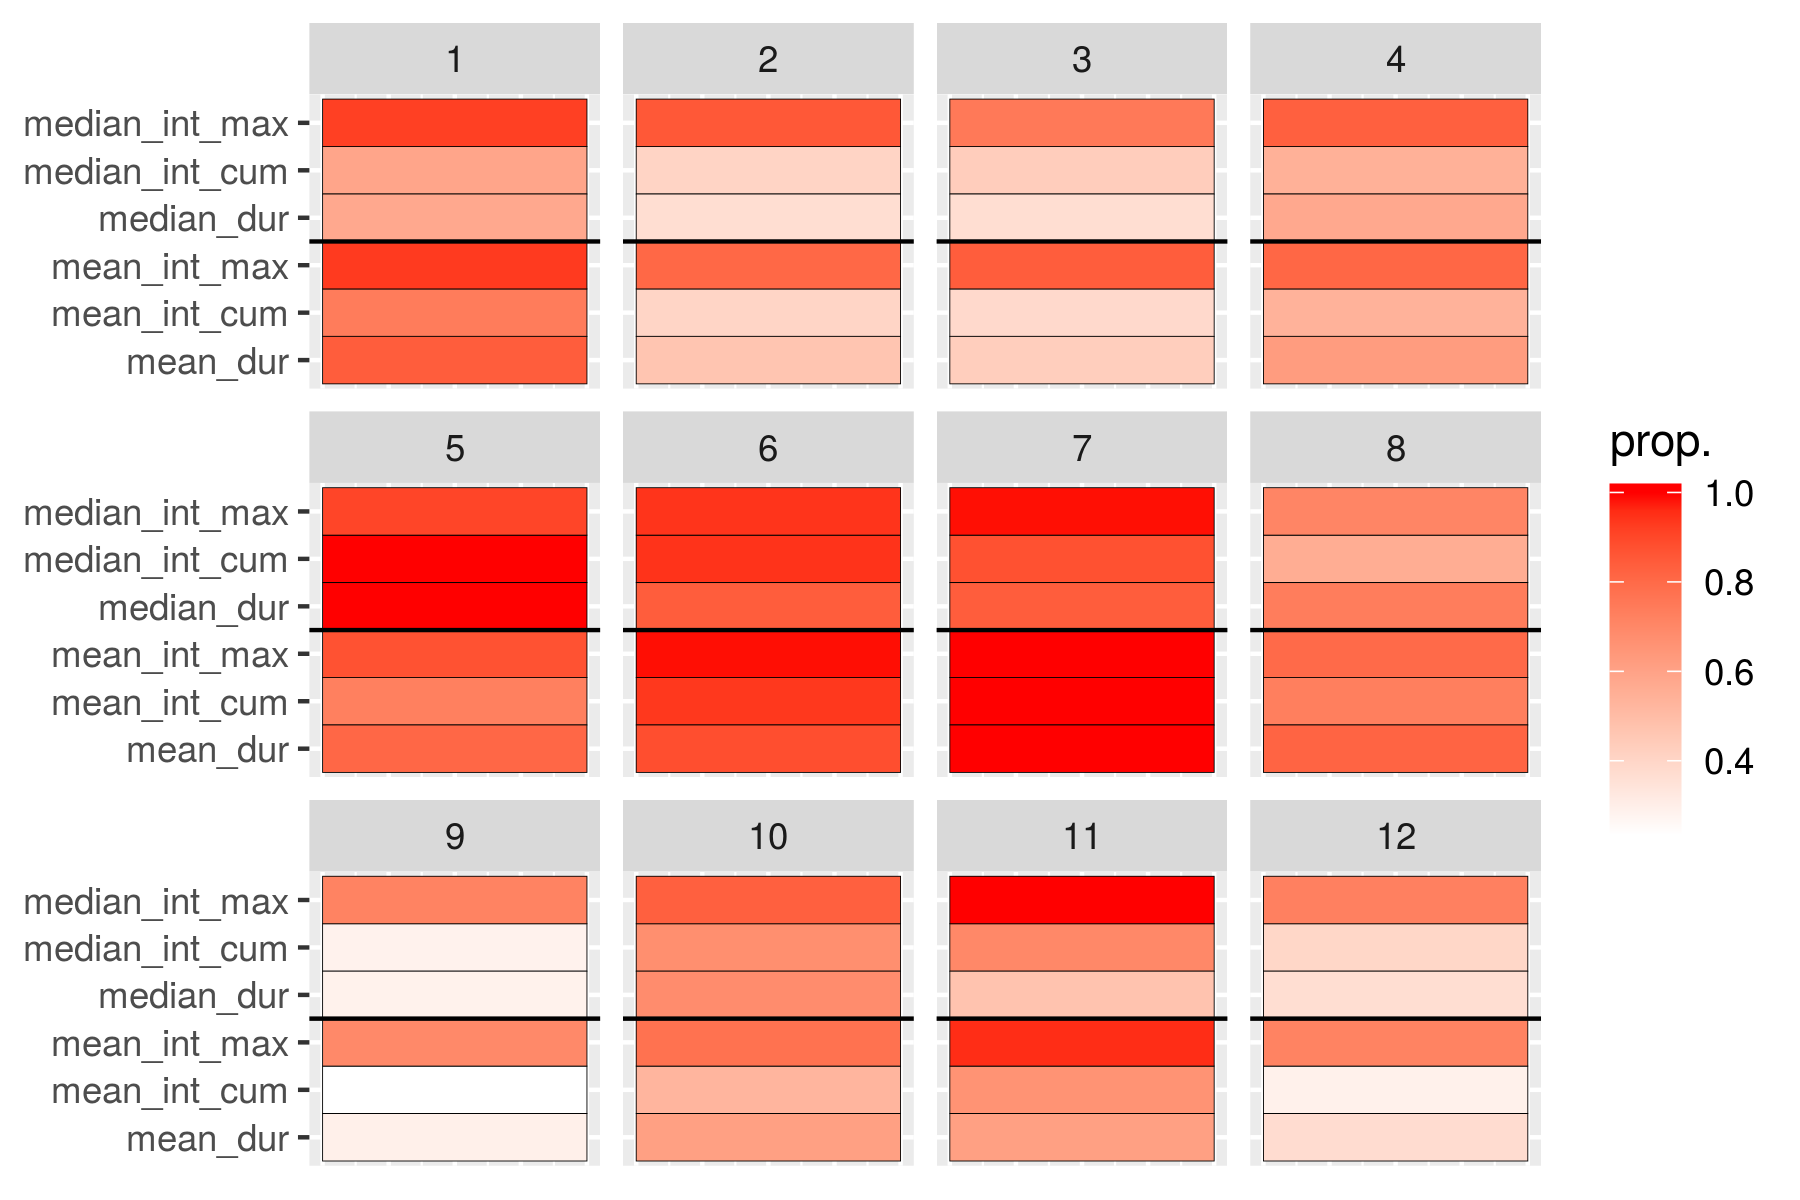 1 2 3 4
median_int_max
median_int_cum
median_dur
mean_int_max
mean_int_cum
mean_dur
5 6 7 8
median_int_max
median_int_cum
median_dur
mean_int_max
mean_int_cum
mean_dur
9 10 11 12
median_int_max
median_int_cum
median_dur
mean_int_max
mean_int_cum
mean_dur
prop.
1.0
0.8
0.6
0.4